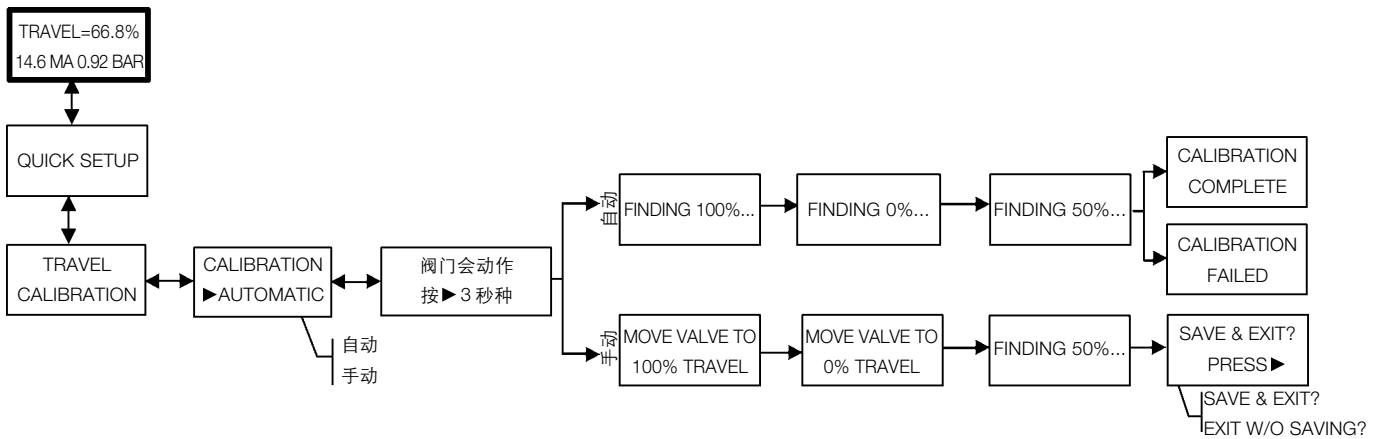 TRAVEL=66.8%
14.6 MA 0.92 BAR
QUICK SETUP
TRAVEL
CALIBRATION
CALIBRATION
►AUTOMATIC
自动
手动
阀门会动作
按►3 秒种
自动
FINDING 100%...
FINDING 0%...
FINDING 50%...
CALIBRATION
COMPLETE
CALIBRATION
FAILED
手动
MOVE VALVE TO
100% TRAVEL
MOVE VALVE TO
0% TRAVEL
FINDING 50%...
SAVE & EXIT?
PRESS►
SAVE & EXIT?
EXIT W/O SAVING?